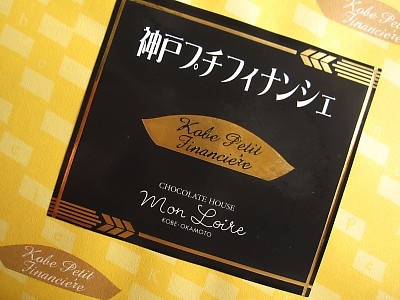 Kobe Petit
Financière
神戸プチフィナンシェ
Kobe Petit
Financière
CHOCOLATE HOUSE
Mon Loire
KOBE-OKAMOTO
Kobe Petit
Financière